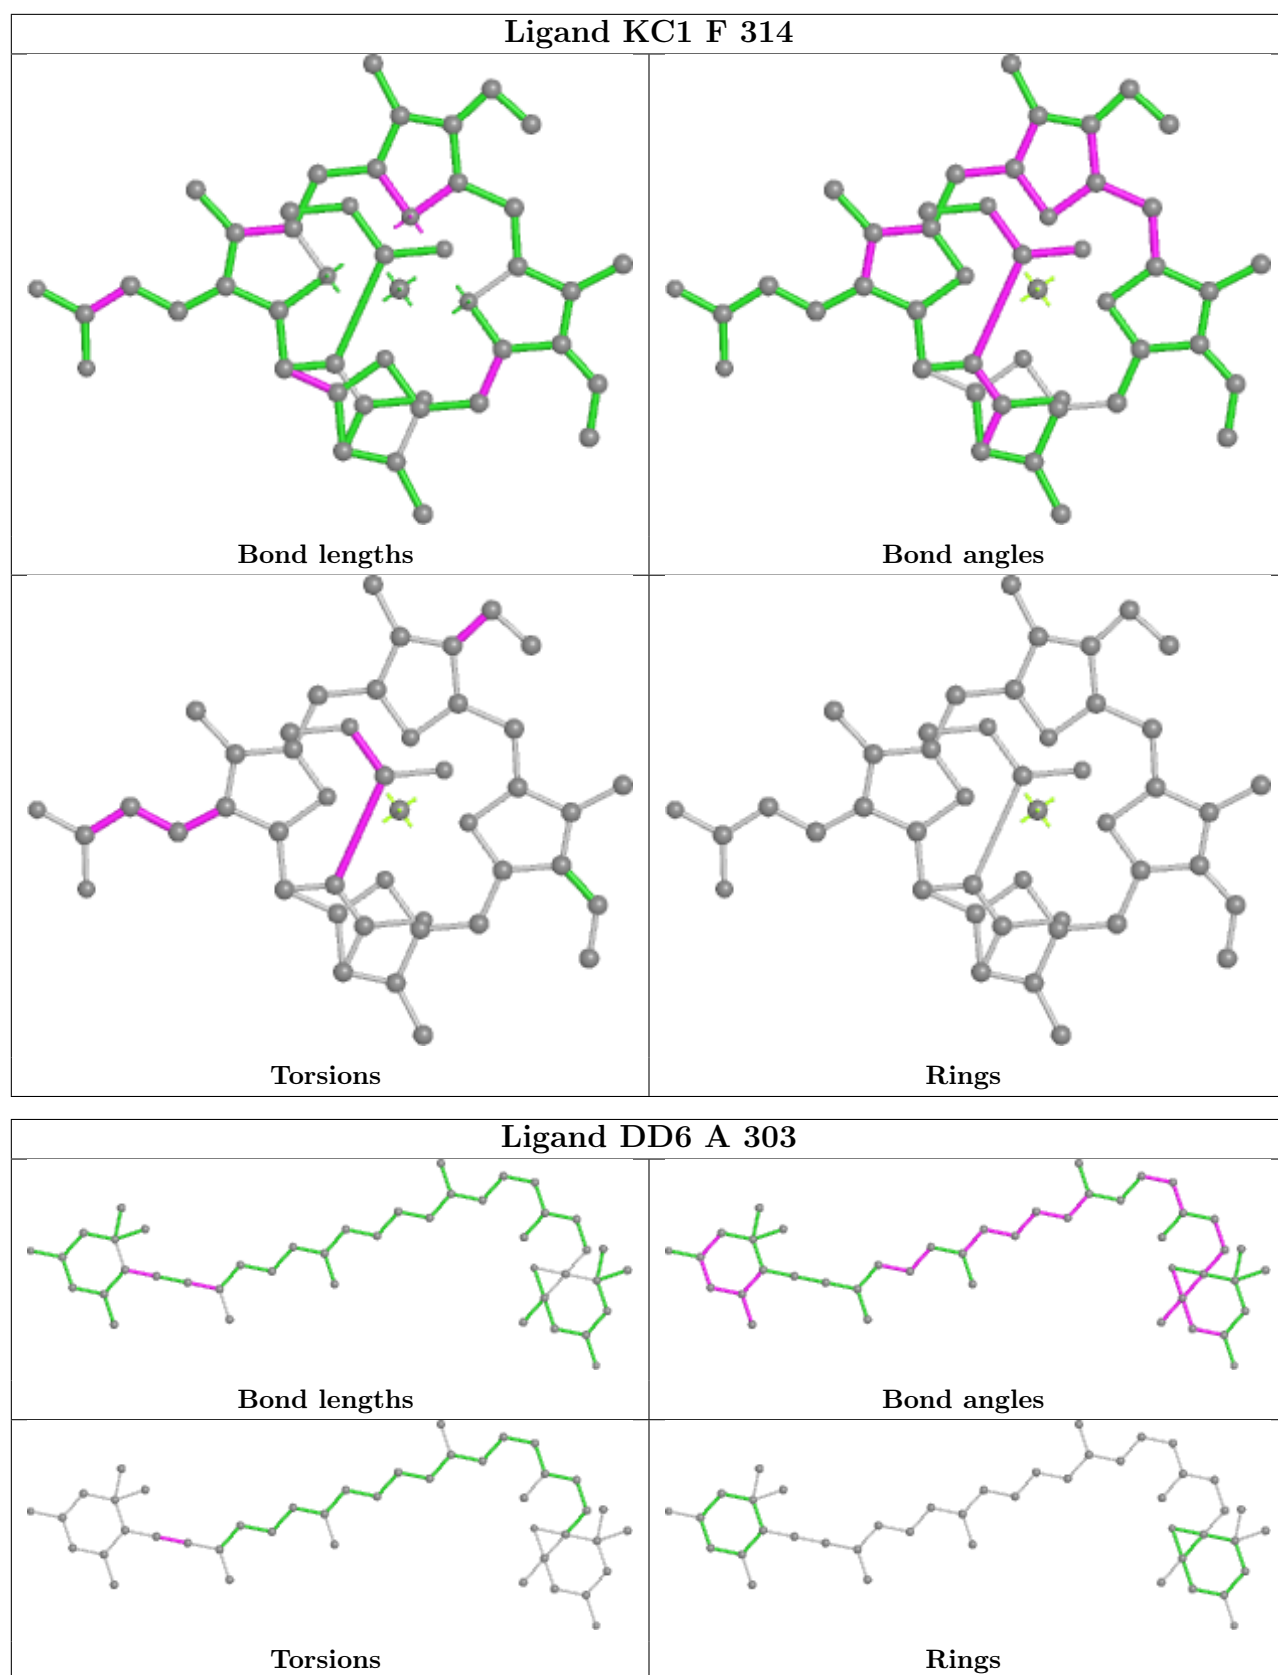 Ligand KC1 F 314
Bond lengths
Bond angles
Torsions
Rings
Ligand DD6 A 303
Bond lengths
Bond angles
Torsions
Rings